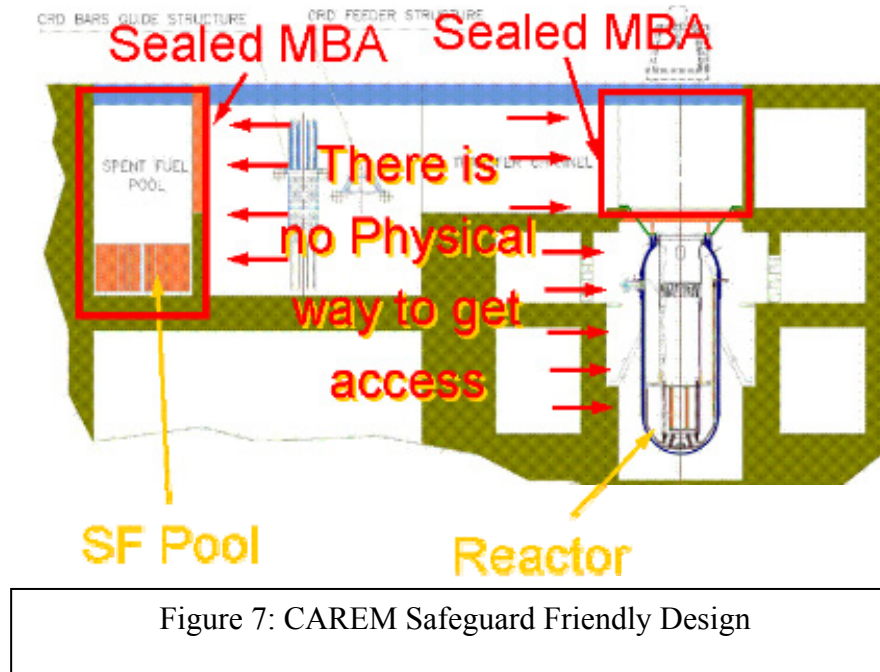 CRD BARS GUIDE STRUCTURE
CRD FEEDER STRUCTURE
Sealed MBA
Sealed MBA
SPENT FUEL
POOL
There is
CHANNEL
no Physical
way to get
access
SF Pool
Reactor
Figure 7: CAREM Safeguard Friendly Design